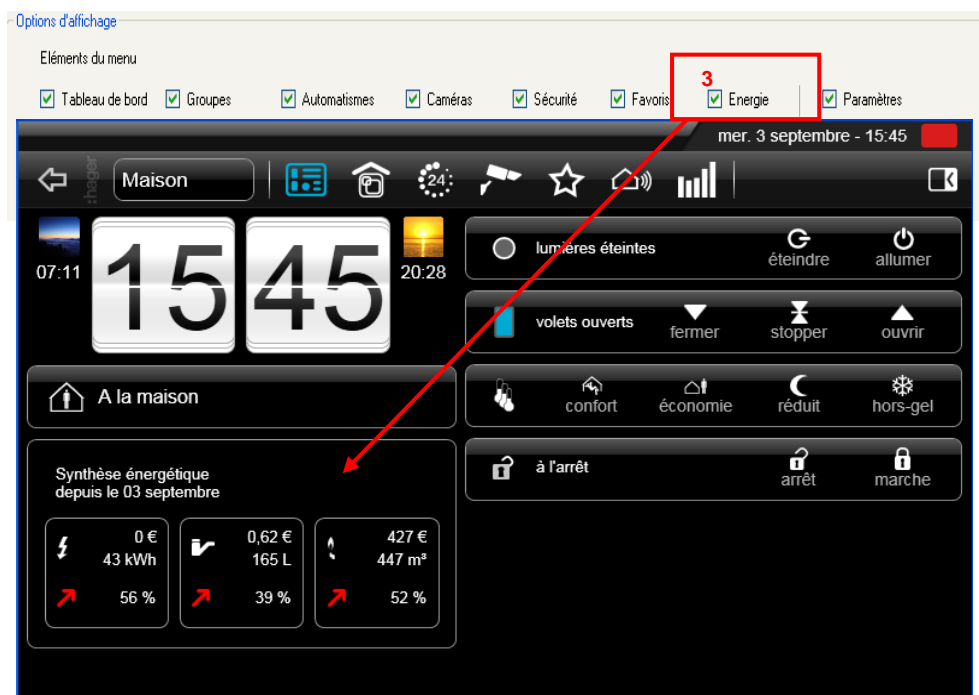 Options d'affichage
Eléments du menu
Tableau de bord Groupes Automatismes Caméras Sécurité Favoris Energie Paramètres
3
mer. 3 septembre - 15:45
:hager
Maison
24
07:11
15 45
20:28
lumières éteintes
éteindre
allumer
volets ouverts
fermer
stopper
ouvrir
A la maison
confort
économie
réduit
hors-gel
à l'arrêt
arrêt
marche
Synthèse énergétique
depuis le 03 septembre
0 €
43 kWh
56 %
0,62 €
165 L
39 %
427 €
447 m³
52 %